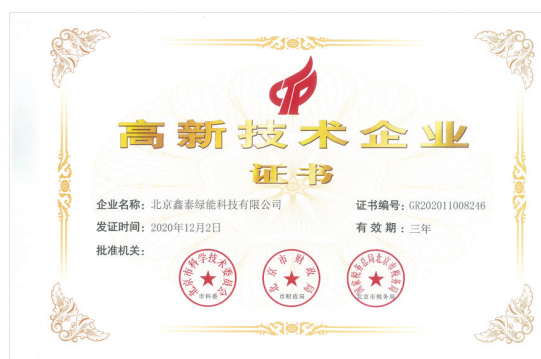 高新技术企业
证书
企业名称：北京鑫泰绿能科技有限公司
证书编号：GR202011008246
发证时间：2020年12月2日
有效期：三年
批准机关：
北京市科学技术委员会
市科委
北京市财政局
市财政局
国家税务总局北京市税务局
北京市税务局